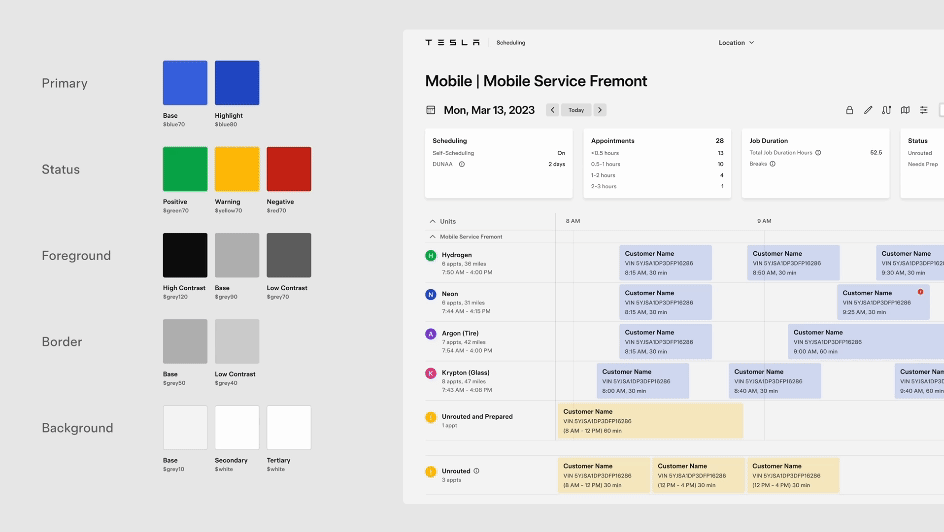 Primary
Base
$blue70
Highlight
$blue80
Status
Positive
$green70
Warning
$yellow70
Negative
$red70
Foreground
High Contrast
$grey120
Base
$grey90
Low Contrast
$grey70
Border
Base
$grey50
Low Contrast
$grey40
Background
Base
$grey10
Secondary
$white
Tertiary
$white
TESLA Scheduling
Location
Mobile | Mobile Service Fremont
Mon, Mar 13, 2023
Today
Scheduling
Self-Scheduling On
DUNAA 2 days
Appointments 28
<0.5 hours 13
0.5-1 hours 10
1-2 hours 4
2-3 hours 1
Job Duration
Total Job Duration Hours 52.5
Breaks
Status
Unrouted
Needs Prep
Units 8 AM 9 AM
Mobile Service Fremont
H Hydrogen
6 appts, 36 miles
7:50 AM - 4:00 PM
Customer Name
VIN 5YJSA1DP3DFP16286
8:15 AM, 30 min
Customer Name
VIN 5YJSA1DP3DFP16286
8:50 AM, 30 min
Customer Na
VIN 5YJSA1DP
9:30 AM, 30 m
N Neon
6 appts, 31 miles
7:44 AM - 4:15 PM
Customer Name
VIN 5YJSA1DP3DFP16286
8:15 AM, 30 min
Customer Name
VIN 5YJSA1DP3DFP16286
9:25 AM, 30 min
A Argon (Tire)
7 appts, 42 miles
7:54 AM - 4:00 PM
Customer Name
VIN 5YJSA1DP3DFP16286
8:15 AM, 30 min
Customer Name
VIN 5YJSA1DP3DFP16286
9:00 AM, 60 min
K Krypton (Glass)
8 appts, 47 miles
7:43 AM - 4:08 PM
Customer Name
VIN 5YJSA1DP3DFP16286
8:00 AM, 30 min
Customer Name
VIN 5YJSA1DP3DFP16286
8:40 AM, 30 min
Customer
VIN 5YJSA
9:40 AM, 60
Unrouted and Prepared
1 appt
Customer Name
VIN 5YJSA1DP3DFP16286
(8 AM - 12 PM) 60 min
Unrouted
3 appts
Customer Name
VIN 5YJSA1DP3DFP16286
(8 AM - 12 PM) 30 min
Customer Name
VIN 5YJSA1DP3DFP16286
(12 PM - 4 PM) 30 min
Customer Name
VIN 5YJSA1DP3DFP16286
(12 PM - 4 PM) 30 min